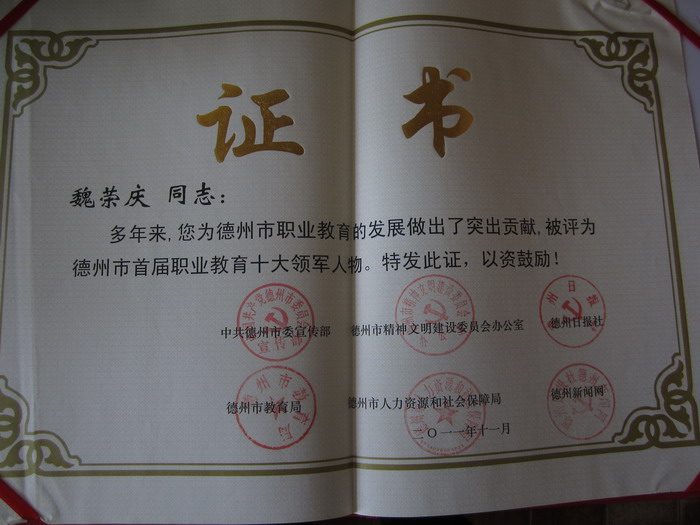 证书
魏荣庆 同志：
多年来,您为德州市职业教育的发展做出了突出贡献,被评为
德州市首届职业教育十大领军人物。特发此证，以资鼓励！
中共德州市委宣传部 德州市精神文明建设委员会办公室 德州日报社
德州市教育局 德州市人力资源和社会保障局 德州新闻网
二〇一一年十一月